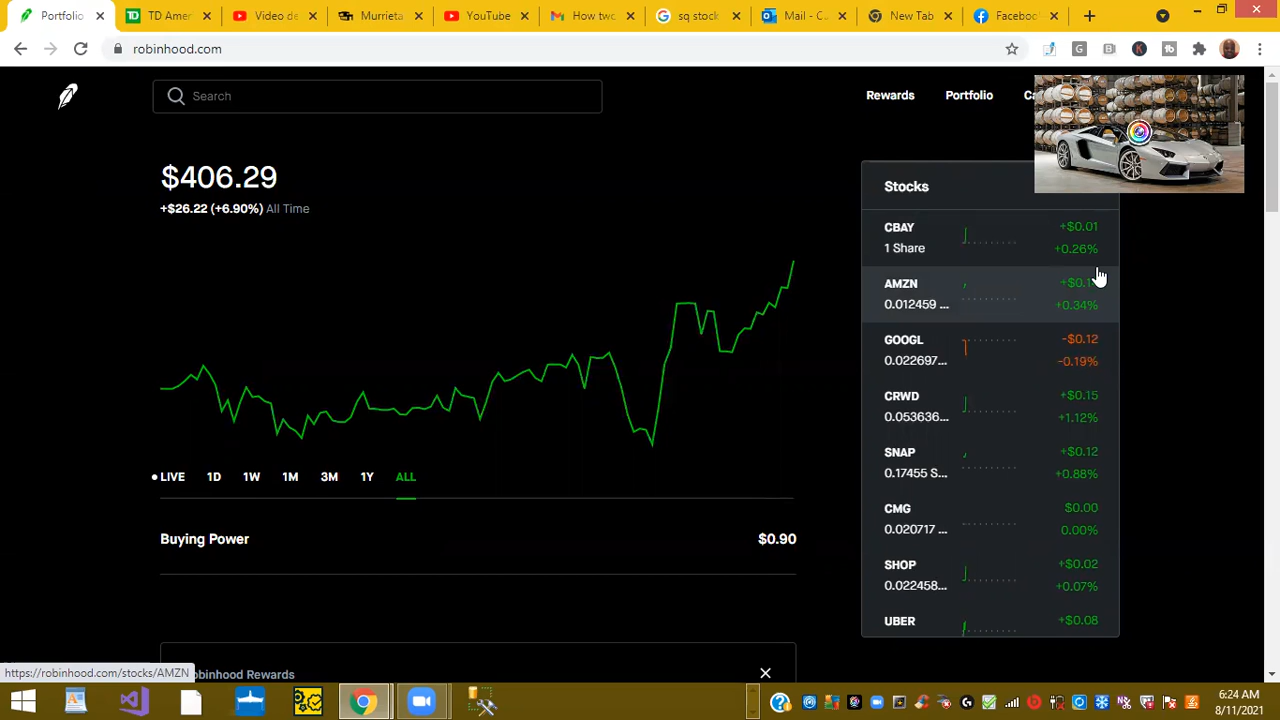 Portfolio
TD Amer
Video de
Murrieta
YouTube
How two
sq stock
Mail - C
New Tab
Facebook
robinhood.com
Search
Rewards
Portfolio
$406.29
+$26.22 (+6.90%) All Time
Stocks
CBAY
+$0.01
1 Share
+0.26%
AMZN
0.012459 ...
+0.34%
GOOGL
-$0.12
0.022697...
-0.19%
CRWD
+$0.15
0.053636...
+1.12%
SNAP
+$0.12
0.17455 S...
+0.88%
CMG
$0.00
0.020717 ...
0.00%
SHOP
+$0.02
0.022458...
+0.07%
UBER
+$0.08
LIVE 1D 1W 1M 3M 1Y ALL
Buying Power $0.90
obinhood Rewards
https://robinhood.com/stocks/AMZN
6:24 AM
8/11/2021